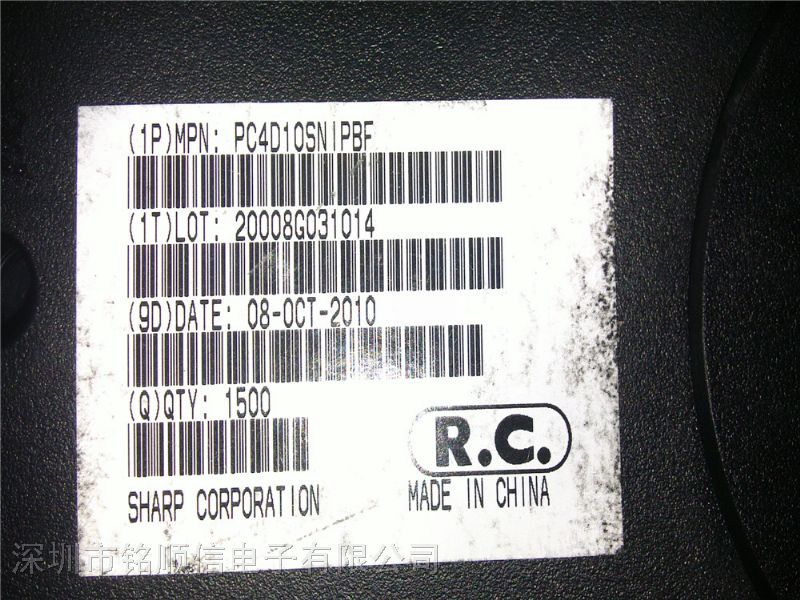 (1P)MPN: PC4D10SNIPBF
(1T)LOT: 20008G031014
(9D)DATE: 08-OCT-2010
(Q)QTY: 1500
R.C.
SHARP CORPORATION
MADE IN CHINA
深圳市铭顺信电子有限公司